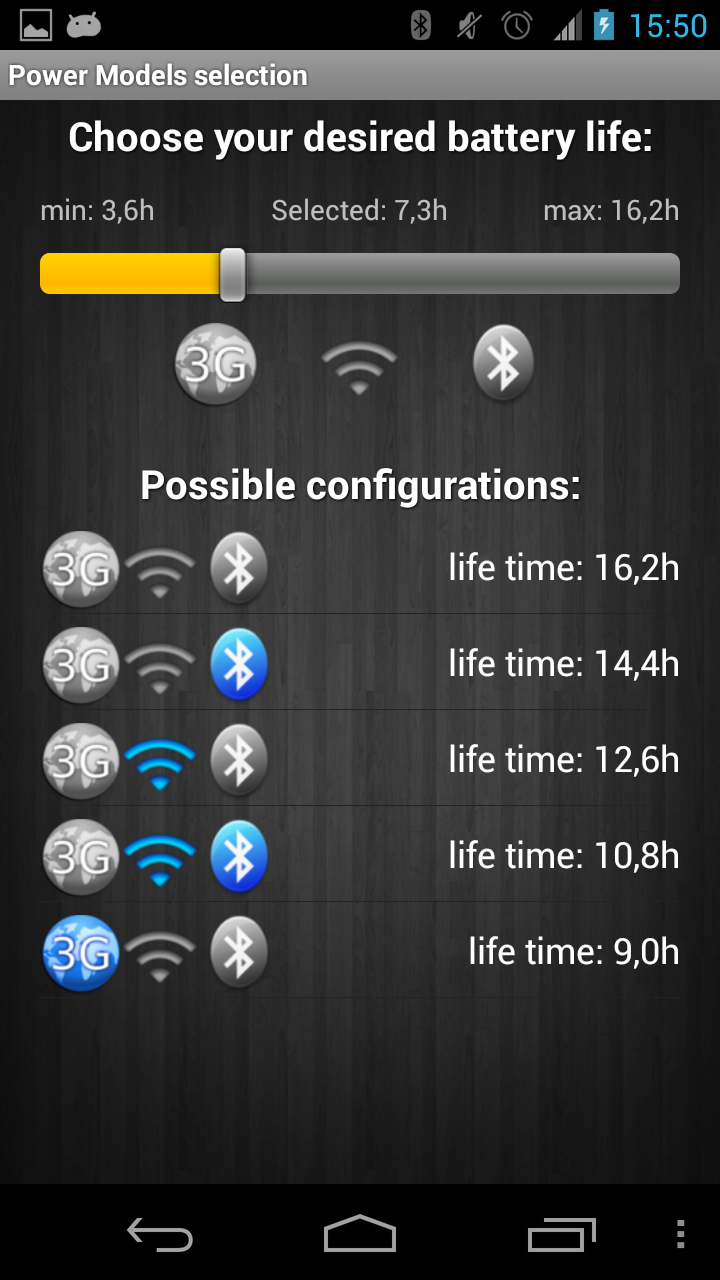 15:50
Power Models selection
Choose your desired battery life:
min: 3,6h Selected: 7,3h max: 16,2h
3G
Possible configurations:
3G life time: 16,2h
3G life time: 14,4h
3G life time: 12,6h
3G life time: 10,8h
3G life time: 9,0h